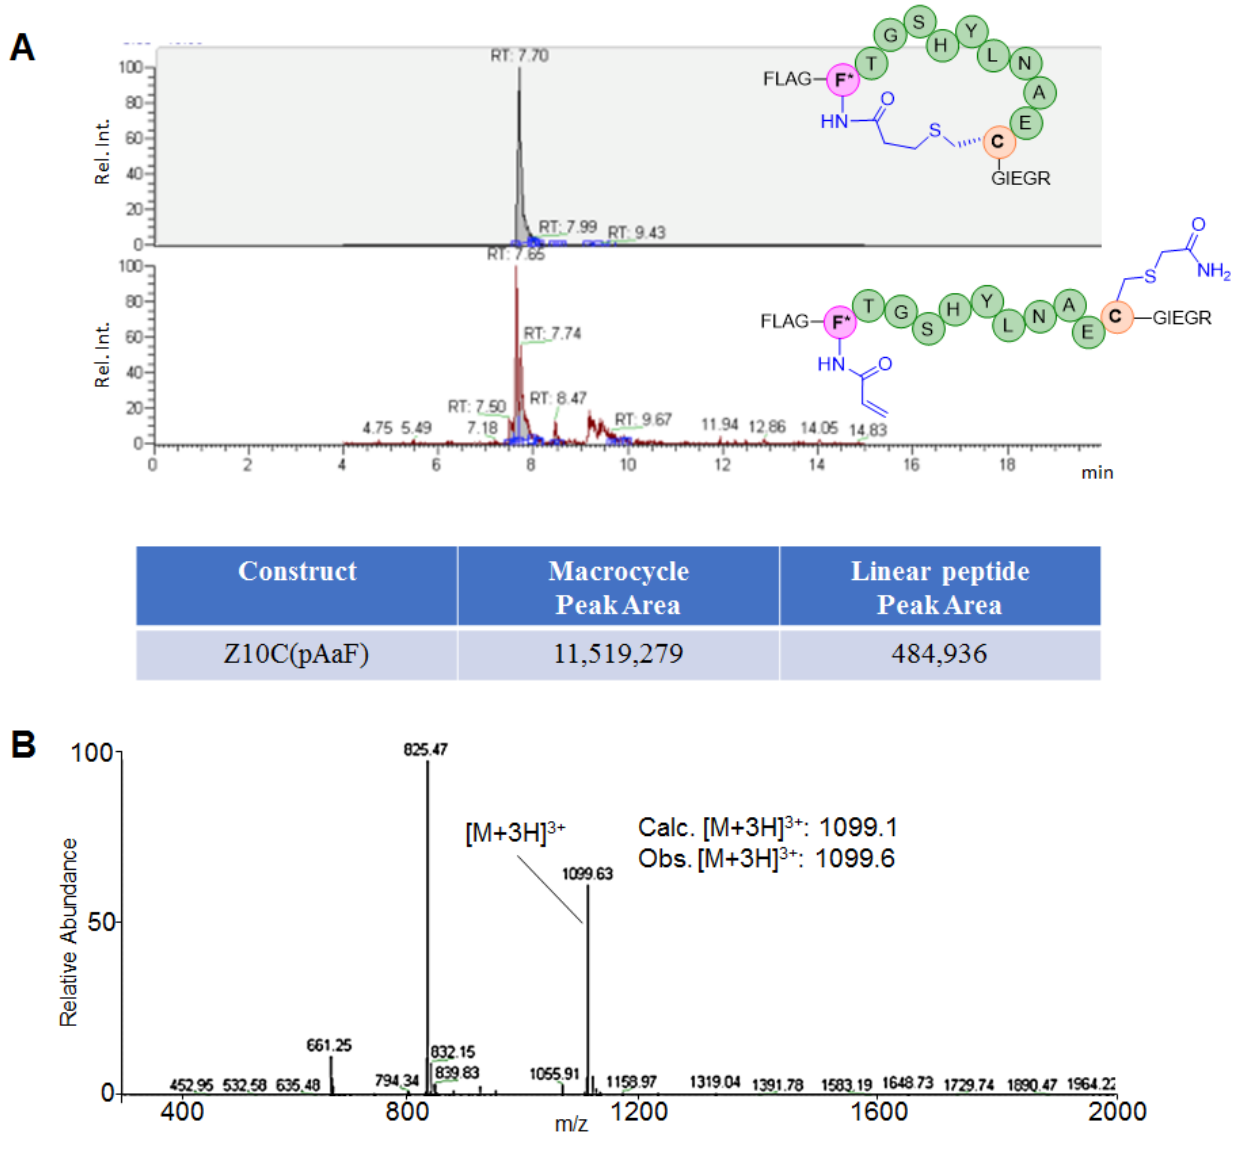 A
RT: 7.70
100
80
60
40
20
0
Rel. Int.
RT: 7.99
RT: 9.43
FLAG
F*
T
G
S
H
Y
L
N
A
E
C
HN
O
S
GIEGR
RT: 7.65
100
80
60
40
20
0
Rel. Int.
RT: 7.74
RT: 7.50
RT: 8.47
RT: 9.67
4.75 5.49
7.18
11.94
12.86
14.05
14.83
0 2 4 6 8 10 12 14 16 18
min
FLAG
F*
T
G
S
H
Y
L
N
A
E
C
GIEGR
S
O
NH2
HN
O
Construct Macrocycle Peak Area Linear peptide Peak Area
Z10C(pAaF) 11,519,279 484,936
B
100
50
0
Relative Abundance
825.47
[M+3H]3+
Calc. [M+3H]3+: 1099.1
Obs. [M+3H]3+: 1099.6
1099.63
661.25
832.15
839.83
452.95 532.58 635.48
794.34
1055.91
1158.97
1319.04
1391.78
1583.19
1648.73
1729.74
1890.47
1964.22
400 800 1200 1600 2000
m/z